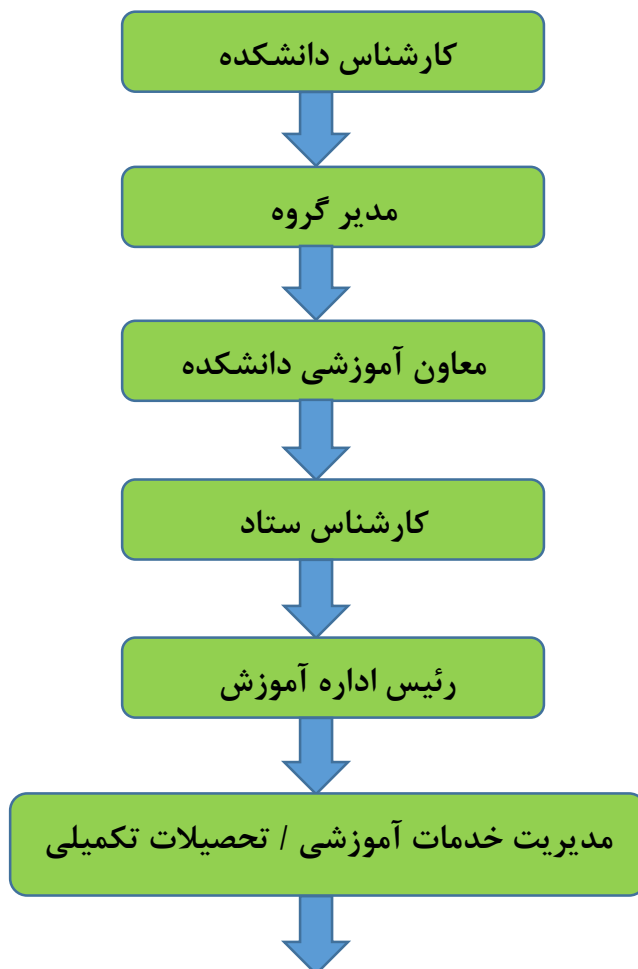 کارشناس دانشکده
مدیر گروه
معاون آموزشی دانشکده
کارشناس ستاد
رئیس اداره آموزش
مدیریت خدمات آموزشی / تحصیلات تکمیلی